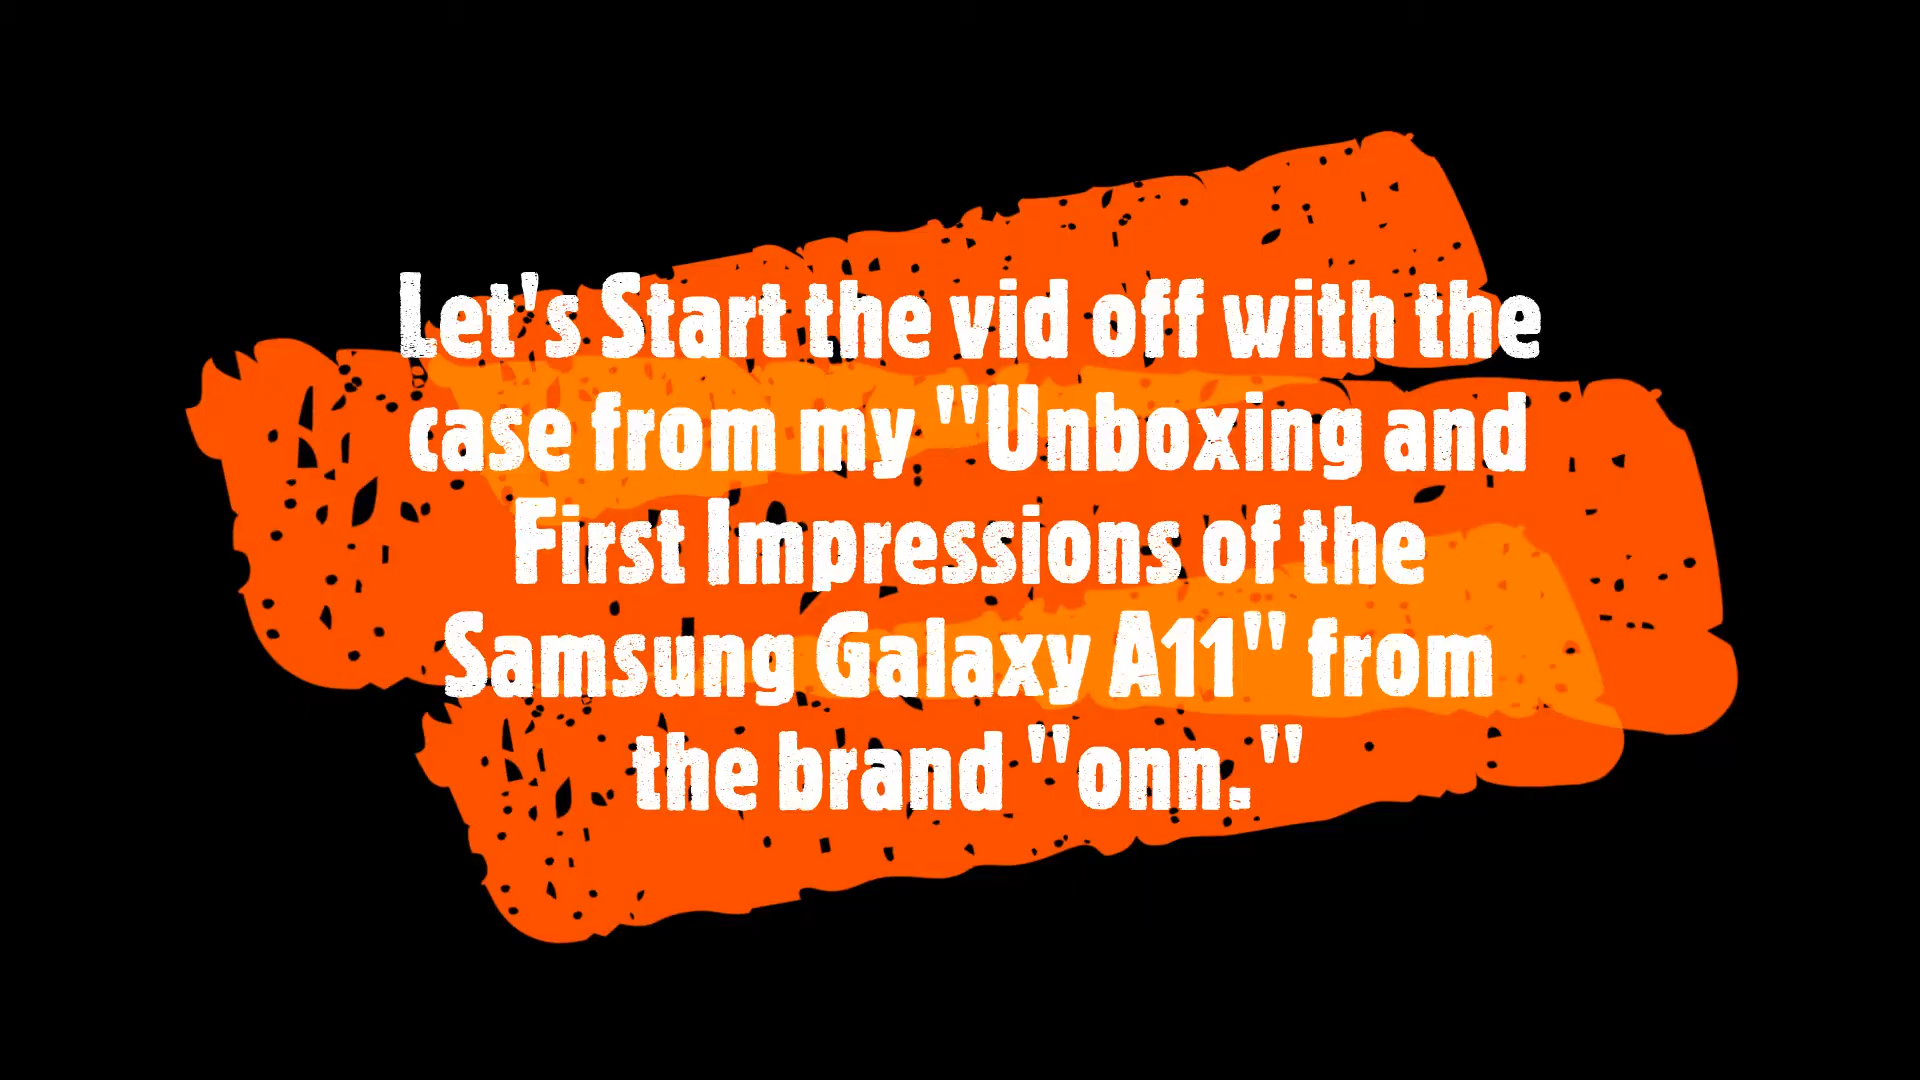 Let's Start the vid off with the
case from my "Unboxing and
First Impressions of the
Samsung Galaxy A11" from
the brand "onn."